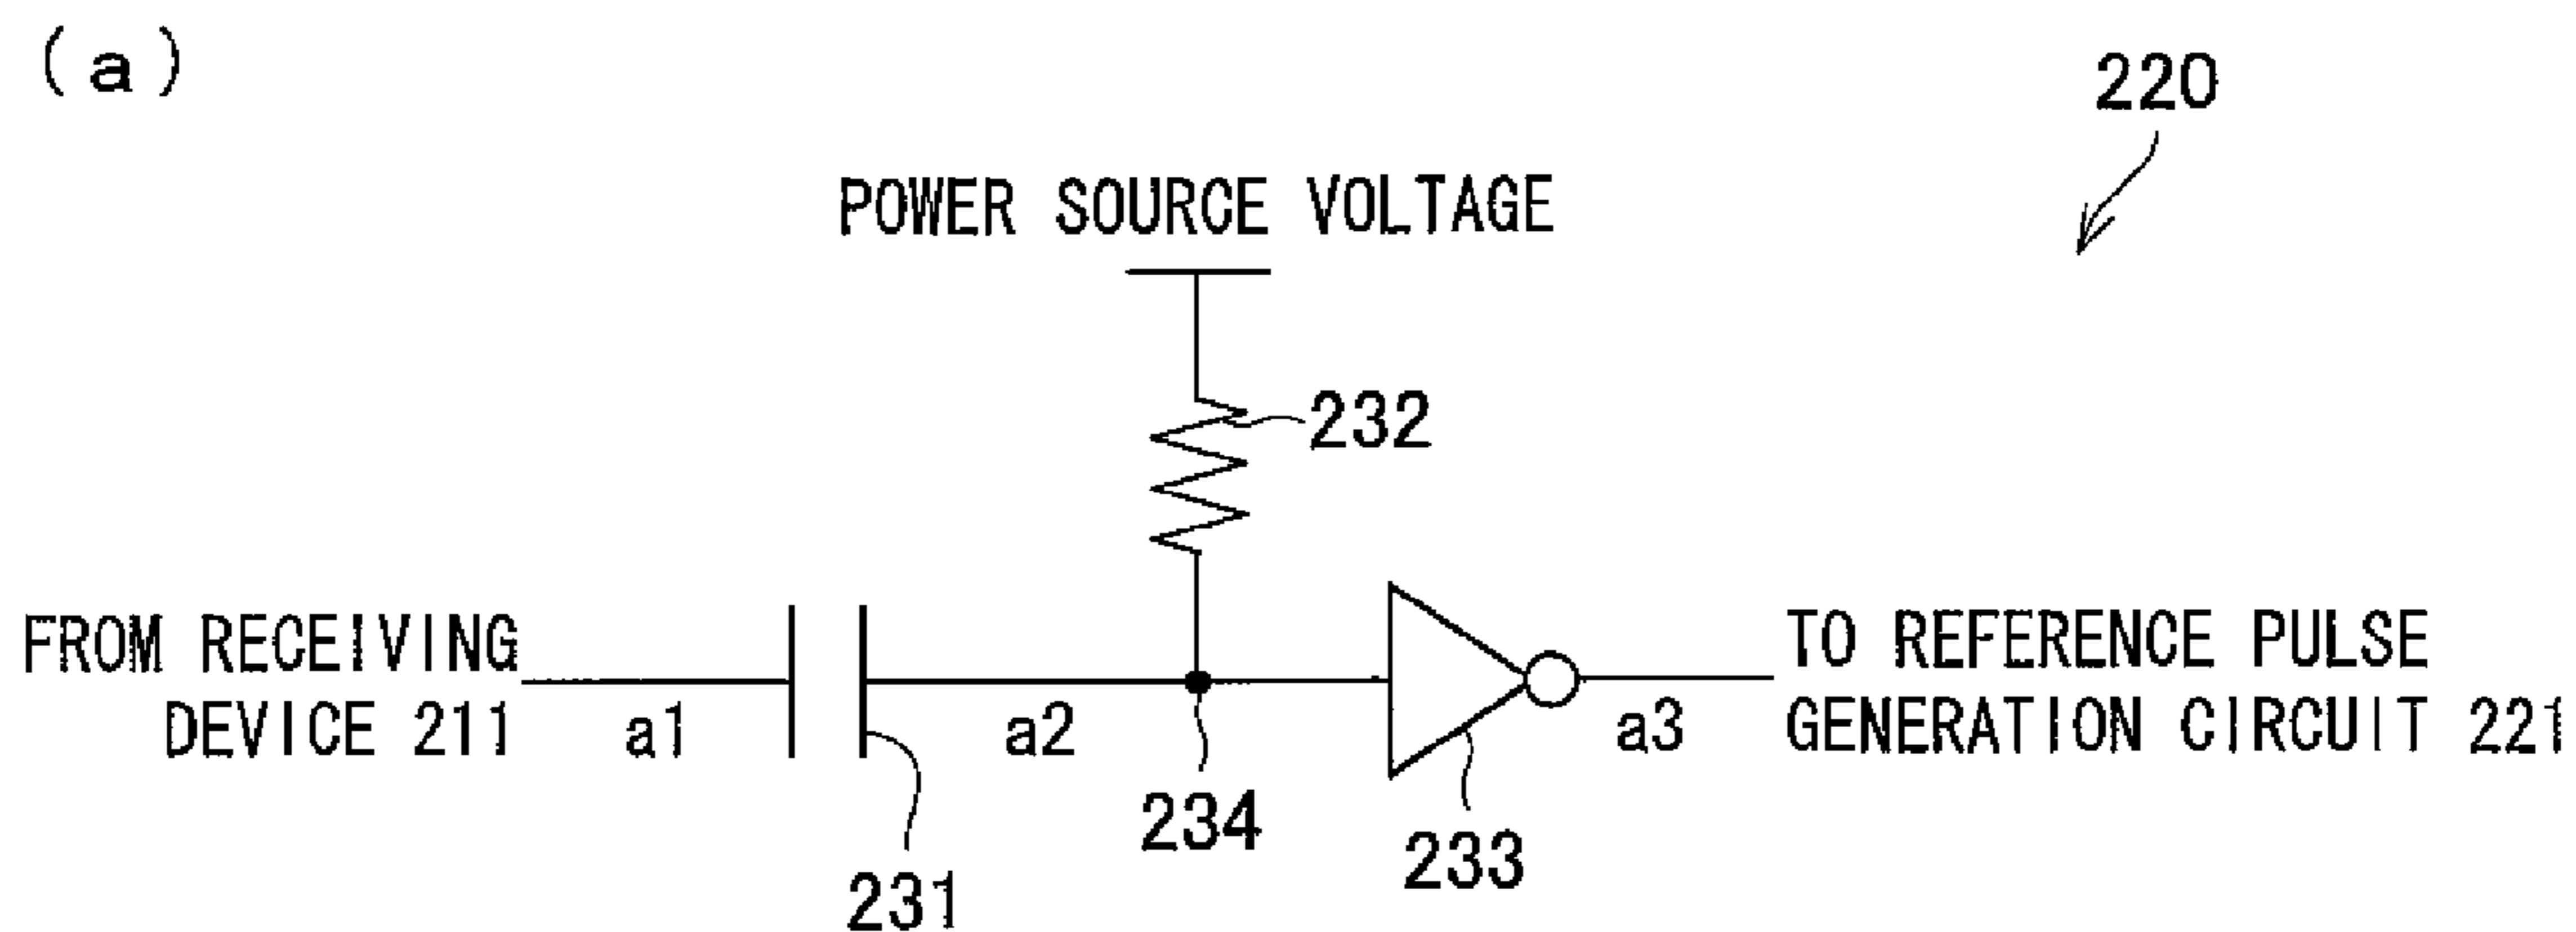 (a)
220
POWER SOURCE VOLTAGE
232
FROM RECEIVING
DEVICE 211
a1
a2
a3
TO REFERENCE PULSE
GENERATION CIRCUIT 221
234
233
231